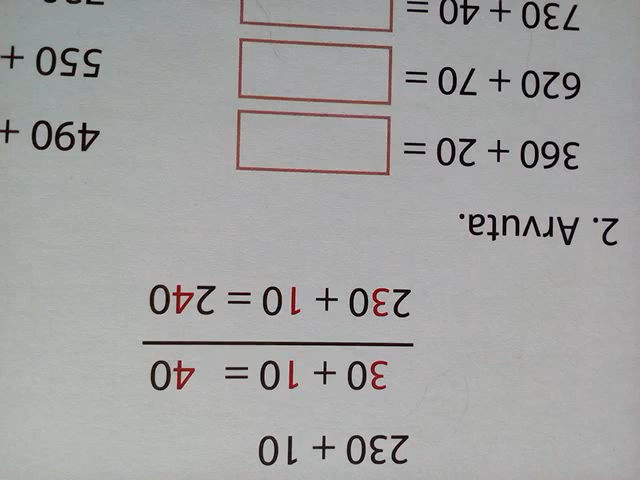 230 + 10
30 + 10 = 40
230 + 10 = 240
2. Arvuta.
360 + 20 =
490 +
620 + 70 =
550 +
730 + 40 =